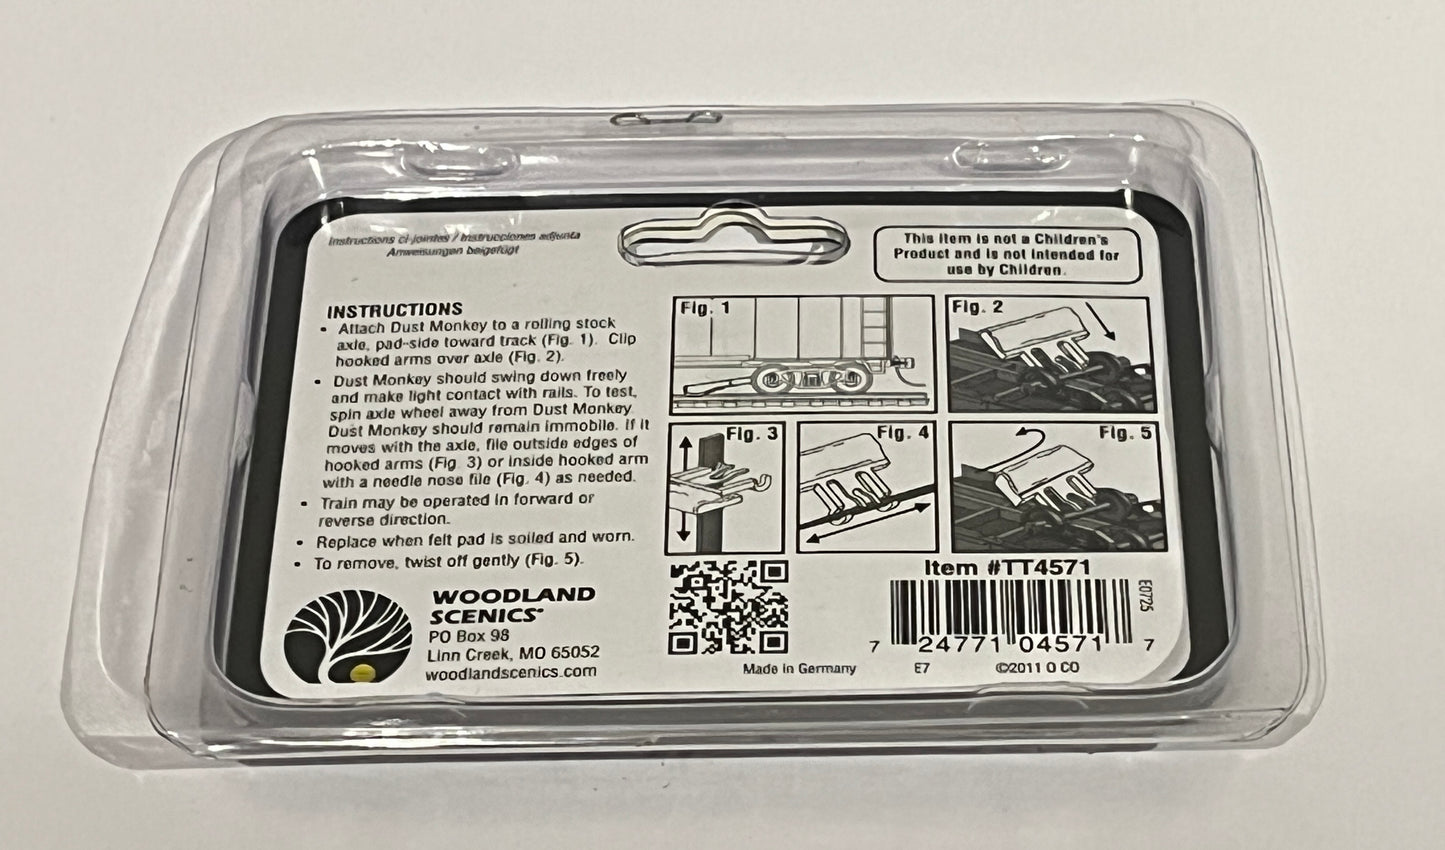 Instructions ci-jointes / Instrucciones adjunta
Anweisungen beigefügt
This item is not a Children's
Product and is not intended for
use by Children.
INSTRUCTIONS
• Attach Dust Monkey to a rolling stock
axle, pad-side toward track (Fig. 1). Clip
hooked arms over axle (Fig. 2).
• Dust Monkey should swing down freely
and make light contact with rails. To test,
spin axle wheel away from Dust Monkey.
Dust Monkey should remain immobile. If it
moves with the axle, file outside edges of
hooked arms (Fig. 3) or inside hooked arm
with a needle nose file (Fig. 4) as needed.
• Train may be operated in forward or
reverse direction.
• Replace when felt pad is soiled and worn.
• To remove, twist off gently (Fig. 5).
Fig. 1
Fig. 2
Fig. 3
Fig. 4
Fig. 5
WOODLAND
SCENICS®
PO Box 98
Linn Creek, MO 65052
woodlandscenics.com
Item #TT4571
E0725
7 24771 04571 7
Made in Germany
E7
©2011 O CO